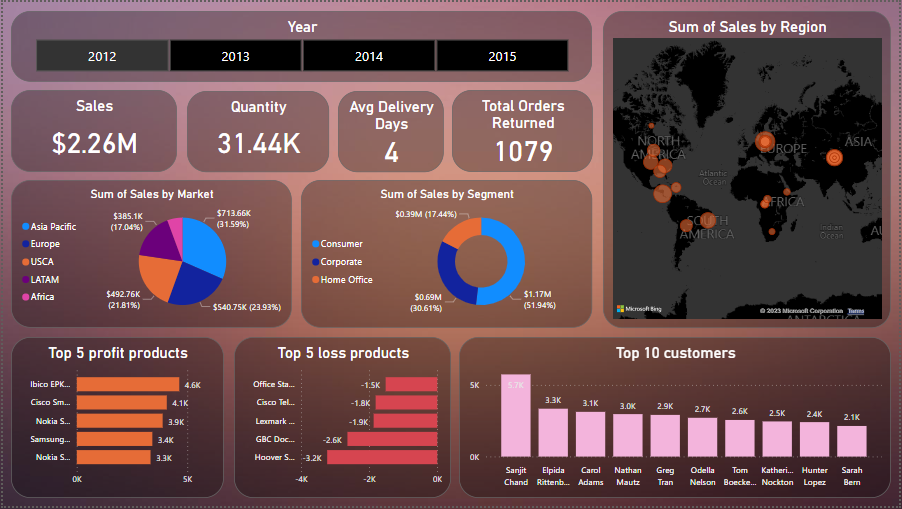 Year
2012
2013
2014
2015
Sum of Sales by Region
Sales
$2.26M
Quantity
31.44K
Avg Delivery
Days
4
Total Orders
Returned
1079
NORTH
AMERICA
EUROPE
ASIA
Atlantic
Ocean
AFRICA
SOUTH
AMERICA
Indian
Ocean
AU
ANTARCTICA
Microsoft Bing
© 2023 Microsoft Corporation Terms
Sum of Sales by Market
Asia Pacific
Europe
USCA
LATAM
Africa
$385.1K
(17.04%)
$713.66K
(31.59%)
$492.76K
(21.81%)
$540.75K (23.93%)
Sum of Sales by Segment
Consumer
Corporate
Home Office
$0.39M (17.44%)
$0.69M
(30.61%)
$1.17M
(51.94%)
Top 5 profit products
Ibico EPK...
4.6K
Cisco Sm...
4.1K
Nokia S...
3.9K
Samsung...
3.4K
Nokia S...
3.3K
0K
5K
Top 5 loss products
Office Sta...
-1.5K
Cisco Tel...
-1.8K
Lexmark ...
-1.9K
GBC Doc...
-2.6K
Hoover S...
-3.2K
-4K
-2K
0K
Top 10 customers
5K
0K
5.7K
3.3K
3.1K
3.0K
2.9K
2.7K
2.6K
2.5K
2.4K
2.1K
Sanjit
Chand
Elpida
Rittenb...
Carol
Adams
Nathan
Mautz
Greg
Tran
Odella
Nelson
Tom
Boecke...
Katheri...
Nockton
Hunter
Lopez
Sarah
Bern